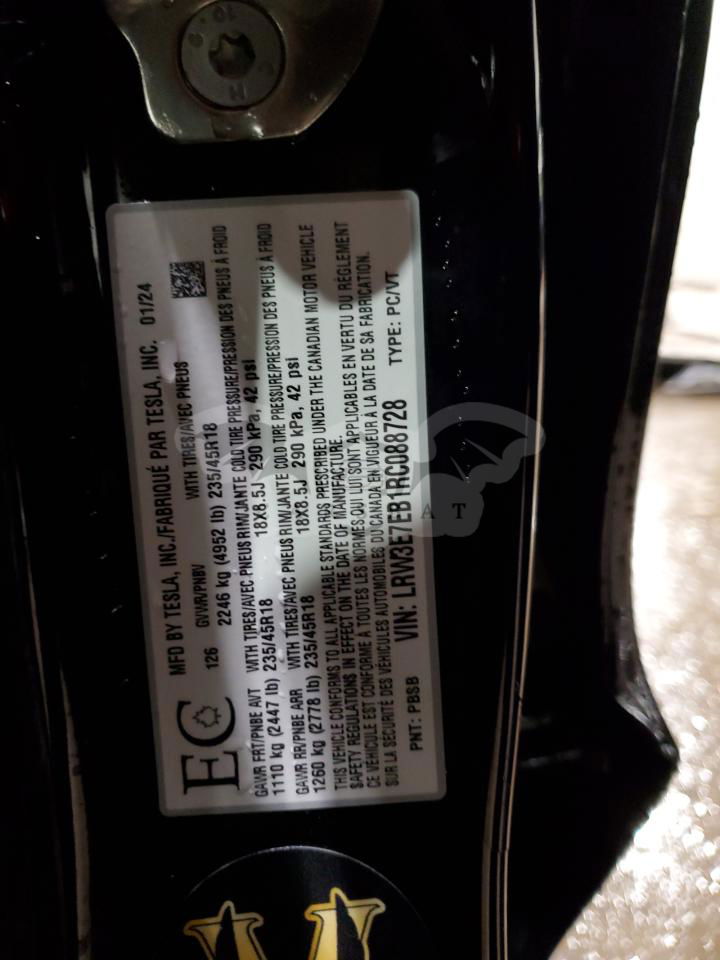 MFD BY TESLA, INC./FABRIQUÉ PAR TESLA, INC. 01/24
EC
126 GVWR/PNBV WITH TIRES/AVEC PNEUS
2246 kg (4952 lb) 235/45R18
GAWR FRT/PNBE AVT WITH TIRES/AVEC PNEUS RIM/JANTE COLD TIRE PRESSURE/PRESSION DES PNEUS À FROID
1110 kg (2447 lb) 235/45R18 18X8.5J 290 kPa, 42 psi
GAWR RR/PNBE ARR WITH TIRES/AVEC PNEUS RIM/JANTE COLD TIRE PRESSURE/PRESSION DES PNEUS À FROID
1260 kg (2778 lb) 235/45R18 18X8.5J 290 kPa, 42 psi
THIS VEHICLE CONFORMS TO ALL APPLICABLE STANDARDS PRESCRIBED UNDER THE CANADIAN MOTOR VEHICLE
SAFETY REGULATIONS IN EFFECT ON THE DATE OF MANUFACTURE.
CE VÉHICULE EST CONFORME À TOUTES LES NORMES QUI LUI SONT APPLICABLES EN VERTU DU RÈGLEMENT
SUR LA SÉCURITÉ DES VÉHICULES AUTOMOBILES DU CANADA EN VIGUEUR À LA DATE DE SA FABRICATION.
PNT: PBSB VIN: LRW3E7EB1RC088728 TYPE: PC/VT